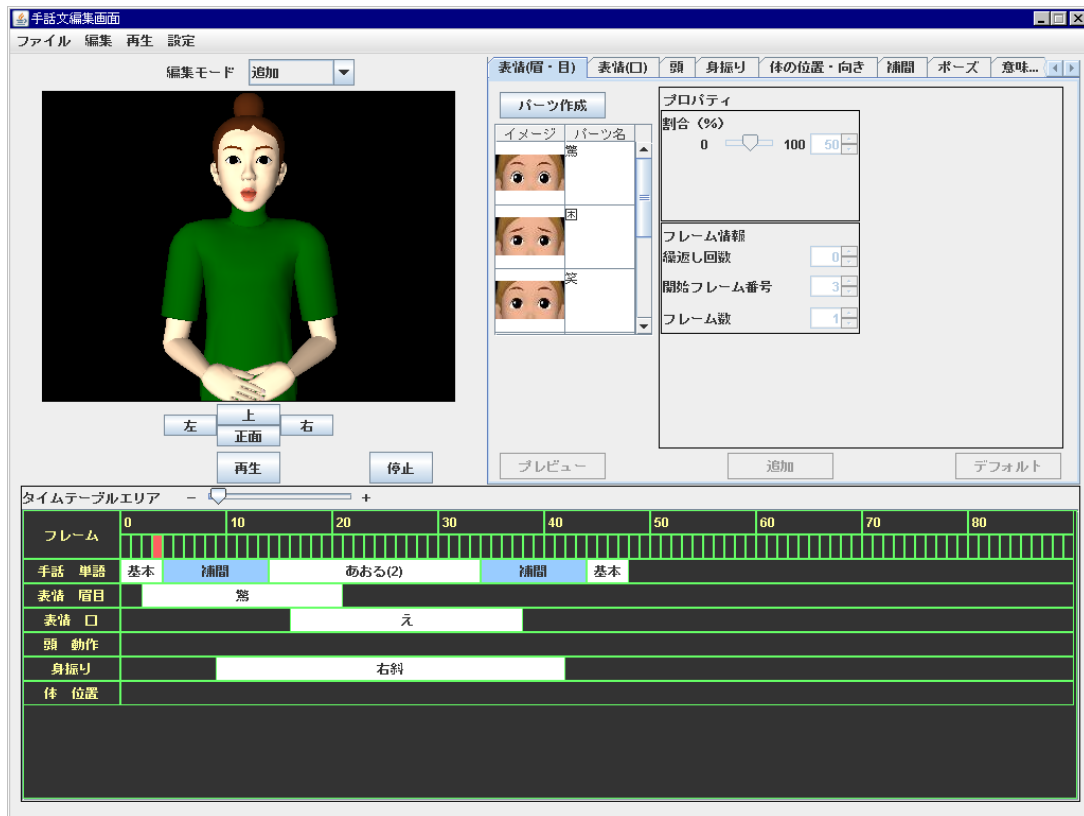 手話文編集画面
ファイル 編集 再生 設定
編集モード 追加
左 上 右
正面
再生 停止
表情(眉・目) 表情(口) 頭 身振り 体の位置・向き 補間 ポーズ 意味...
パーツ作成
イメージ パーツ名
驚
困
笑
プロパティ
割合 (%)
0 100 50
フレーム情報
繰返し回数 0
開始フレーム番号 3
フレーム数 1
プレビュー 追加 デフォルト
タイムテーブルエリア - +
フレーム 0 10 20 30 40 50 60 70 80
手話 単語 基本 補間 あおる(2) 補間 基本
表情 眉目 驚
表情 口 え
頭 動作
身振り 右斜
体 位置